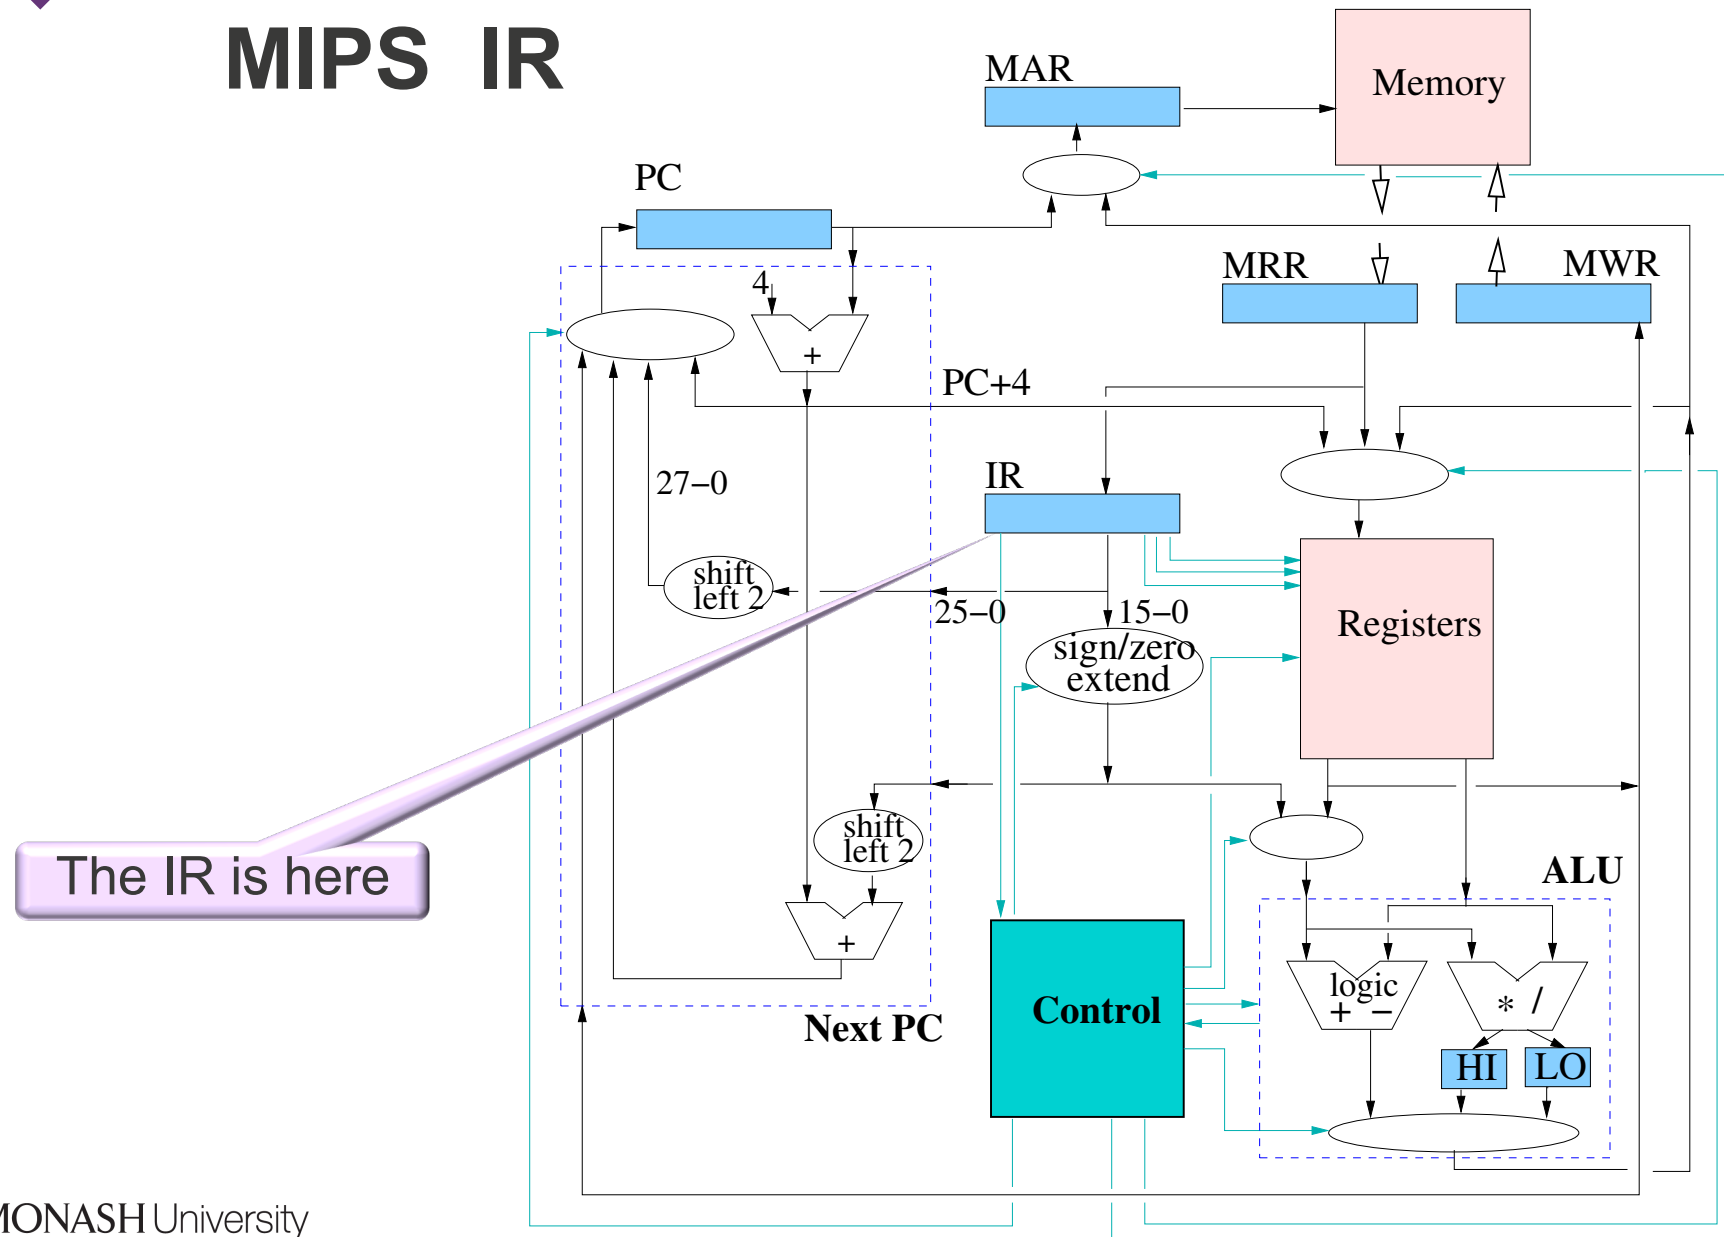 MIPS IR
MAR
Memory
PC
MRR
MWR
4
+
PC+4
27−0
IR
shift
left 2
25−0
15−0
sign/zero
extend
Registers
shift
left 2
The IR is here
ALU
+
Control
logic
+ −
* /
Next PC
HI
LO
MONASH University